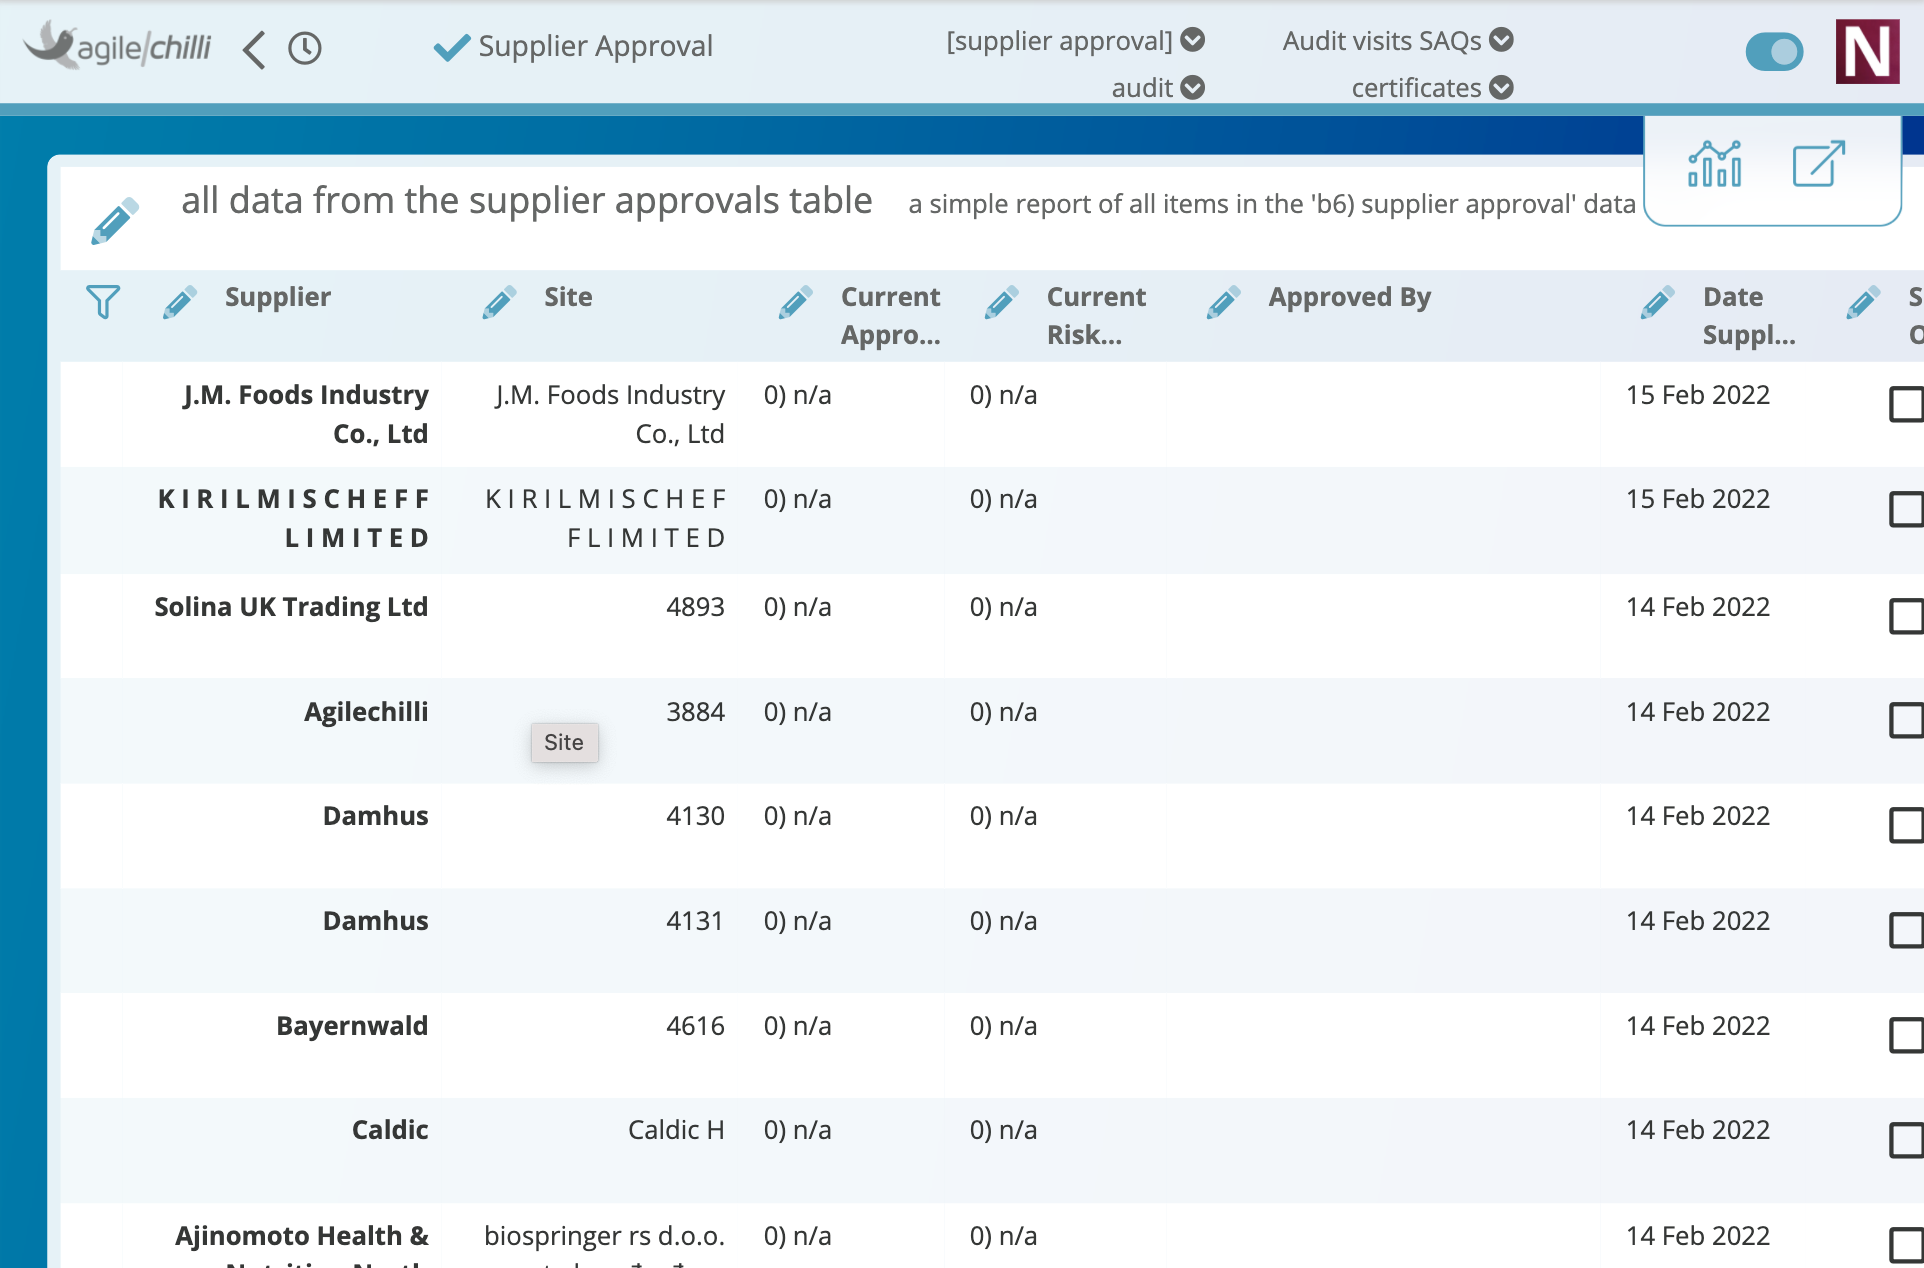 agile/chilli
Supplier Approval
[supplier approval]
Audit visits SAQs
audit
certificates
N
all data from the supplier approvals table
a simple report of all items in the 'b6) supplier approval' data
Supplier
Site
Current Appro...
Current Risk...
Approved By
Date Suppl...
J.M. Foods Industry J.M. Foods Industry 0) n/a 0) n/a 15 Feb 2022
Co., Ltd Co., Ltd
K I R I L M I S C H E F F K I R I L M I S C H E F 0) n/a 0) n/a 15 Feb 2022
L I M I T E D F L I M I T E D
Solina UK Trading Ltd 4893 0) n/a 0) n/a 14 Feb 2022
Agilechilli 3884 0) n/a 0) n/a 14 Feb 2022
Site
Damhus 4130 0) n/a 0) n/a 14 Feb 2022
Damhus 4131 0) n/a 0) n/a 14 Feb 2022
Bayernwald 4616 0) n/a 0) n/a 14 Feb 2022
Caldic Caldic H 0) n/a 0) n/a 14 Feb 2022
Ajinomoto Health & biospringer rs d.o.o. 0) n/a 0) n/a 14 Feb 2022